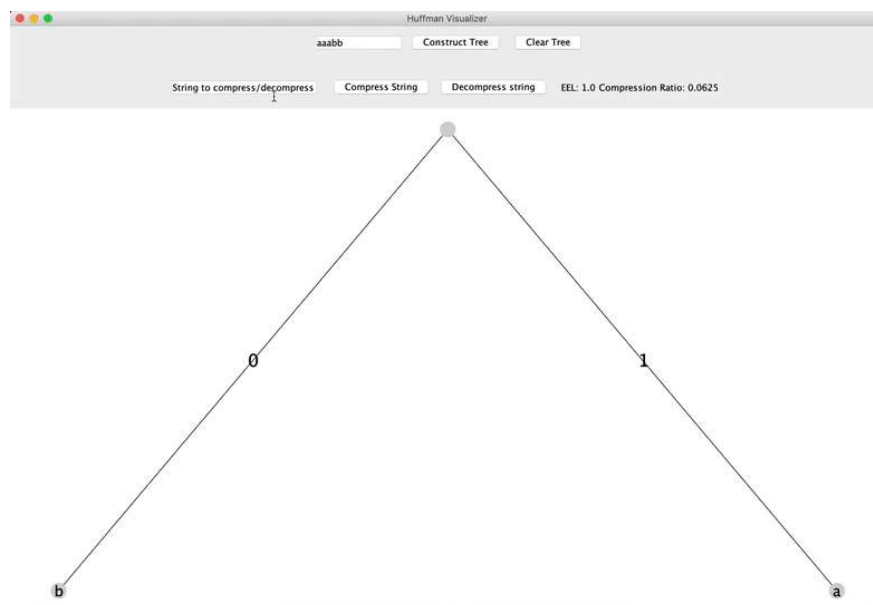 Huffman Visualizer
aaabb Construct Tree Clear Tree
String to compress/decompress Compress String Decompress string EEL: 1.0 Compression Ratio: 0.0625
0 1
b a